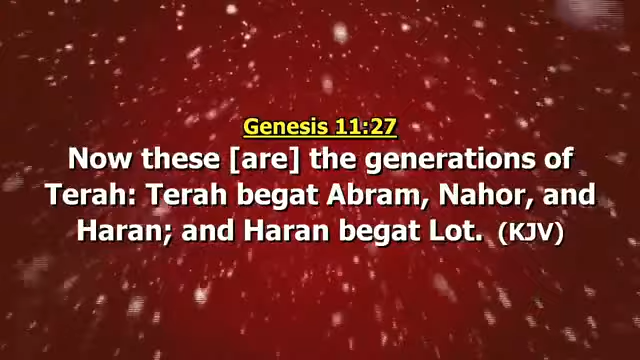 Genesis 11:27
Now these [are] the generations of
Terah: Terah begat Abram, Nahor, and
Haran; and Haran begat Lot. (KJV)